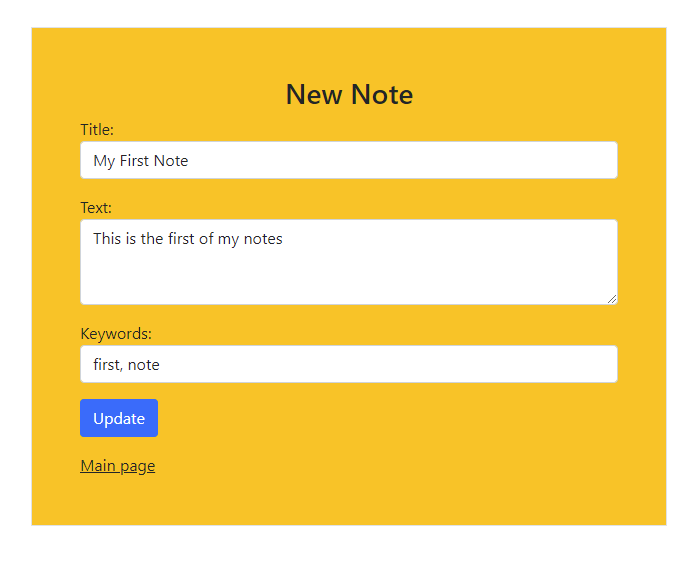 New Note
Title:
My First Note
Text:
This is the first of my notes
Keywords:
first, note
Update
Main page